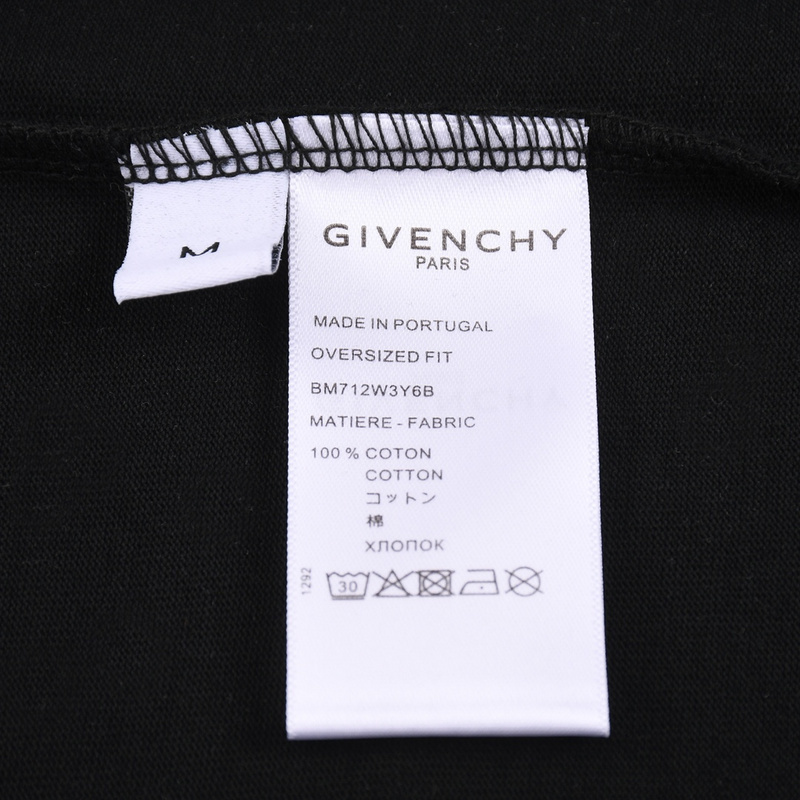 M
GIVENCHY
PARIS
MADE IN PORTUGAL
OVERSIZED FIT
BM712W3Y6B
MATIERE - FABRIC
100 % COTON
COTTON
コットン
棉
ХЛОПОК
1292
30